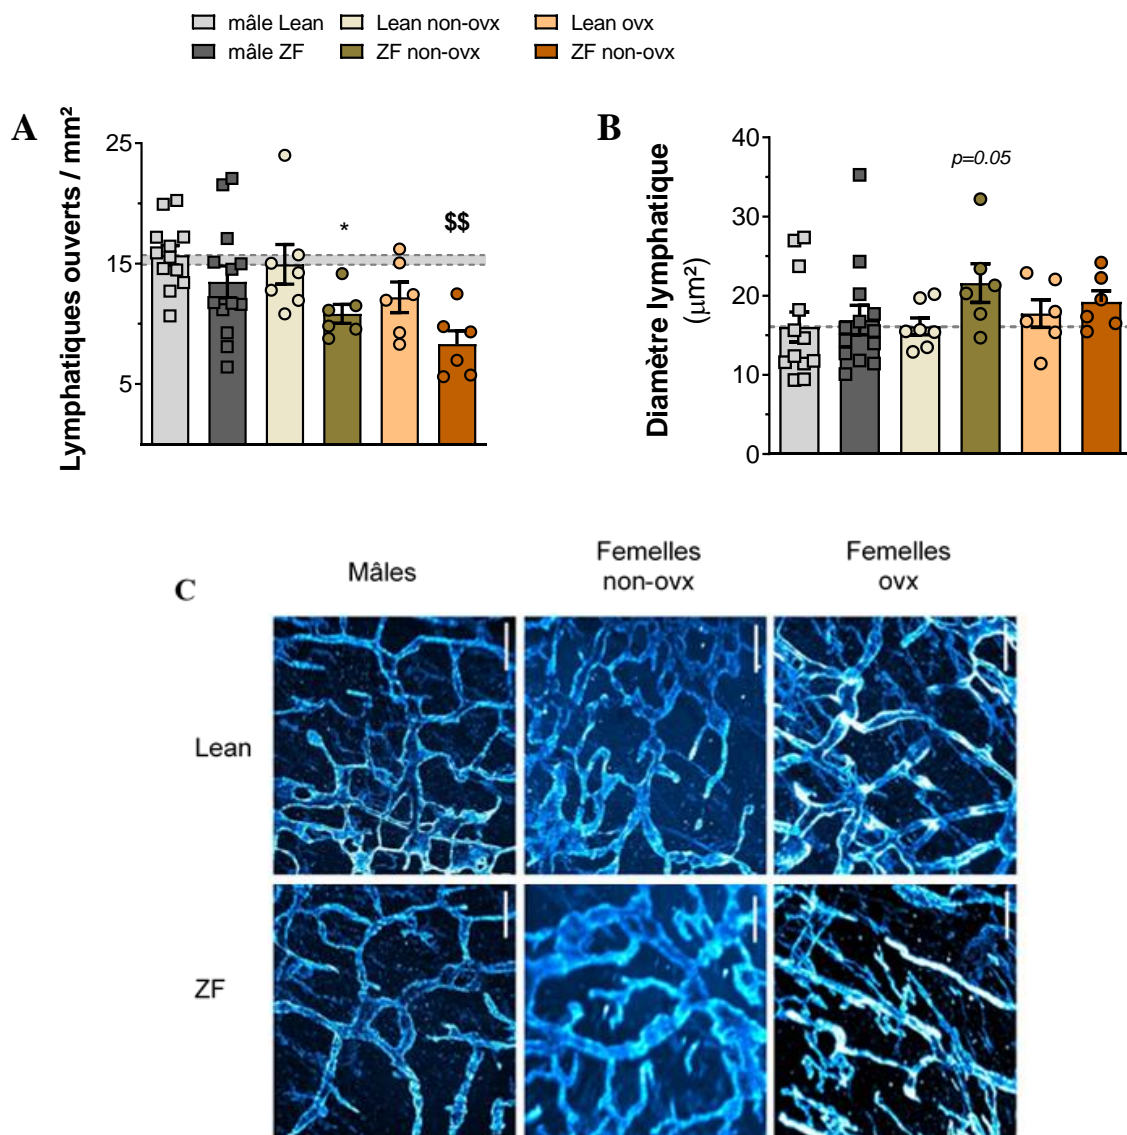 mâle Lean Lean non-ovx Lean ovx
mâle ZF ZF non-ovx ZF non-ovx
A
Lymphatiques ouverts / mm²
25
15
5
*
$$
B
Diamètre lymphatique
(µm²)
40
30
20
10
0
p=0.05
C
Mâles
Femelles
non-ovx
Femelles
ovx
Lean
ZF